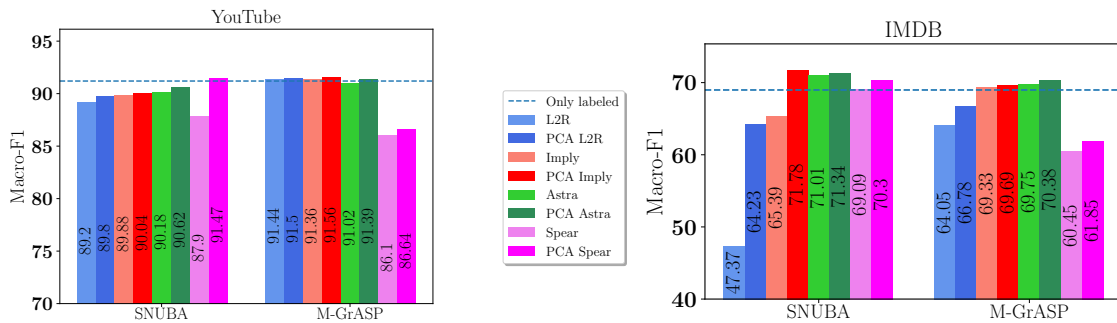 YouTube
Macro-F1
95
90
85
80
75
70
89.2
89.8
89.88
90.04
90.18
90.62
87.9
91.47
91.44
91.5
91.36
91.56
91.02
91.39
86.1
86.64
SNUBA
M-GrASP
Only labeled
L2R
PCA L2R
Imply
PCA Imply
Astra
PCA Astra
Spear
PCA Spear
IMDB
Macro-F1
70
60
50
40
47.37
64.23
65.39
71.78
71.01
71.34
69.09
70.3
64.05
66.78
69.33
69.69
69.75
70.38
60.45
61.85
SNUBA
M-GrASP